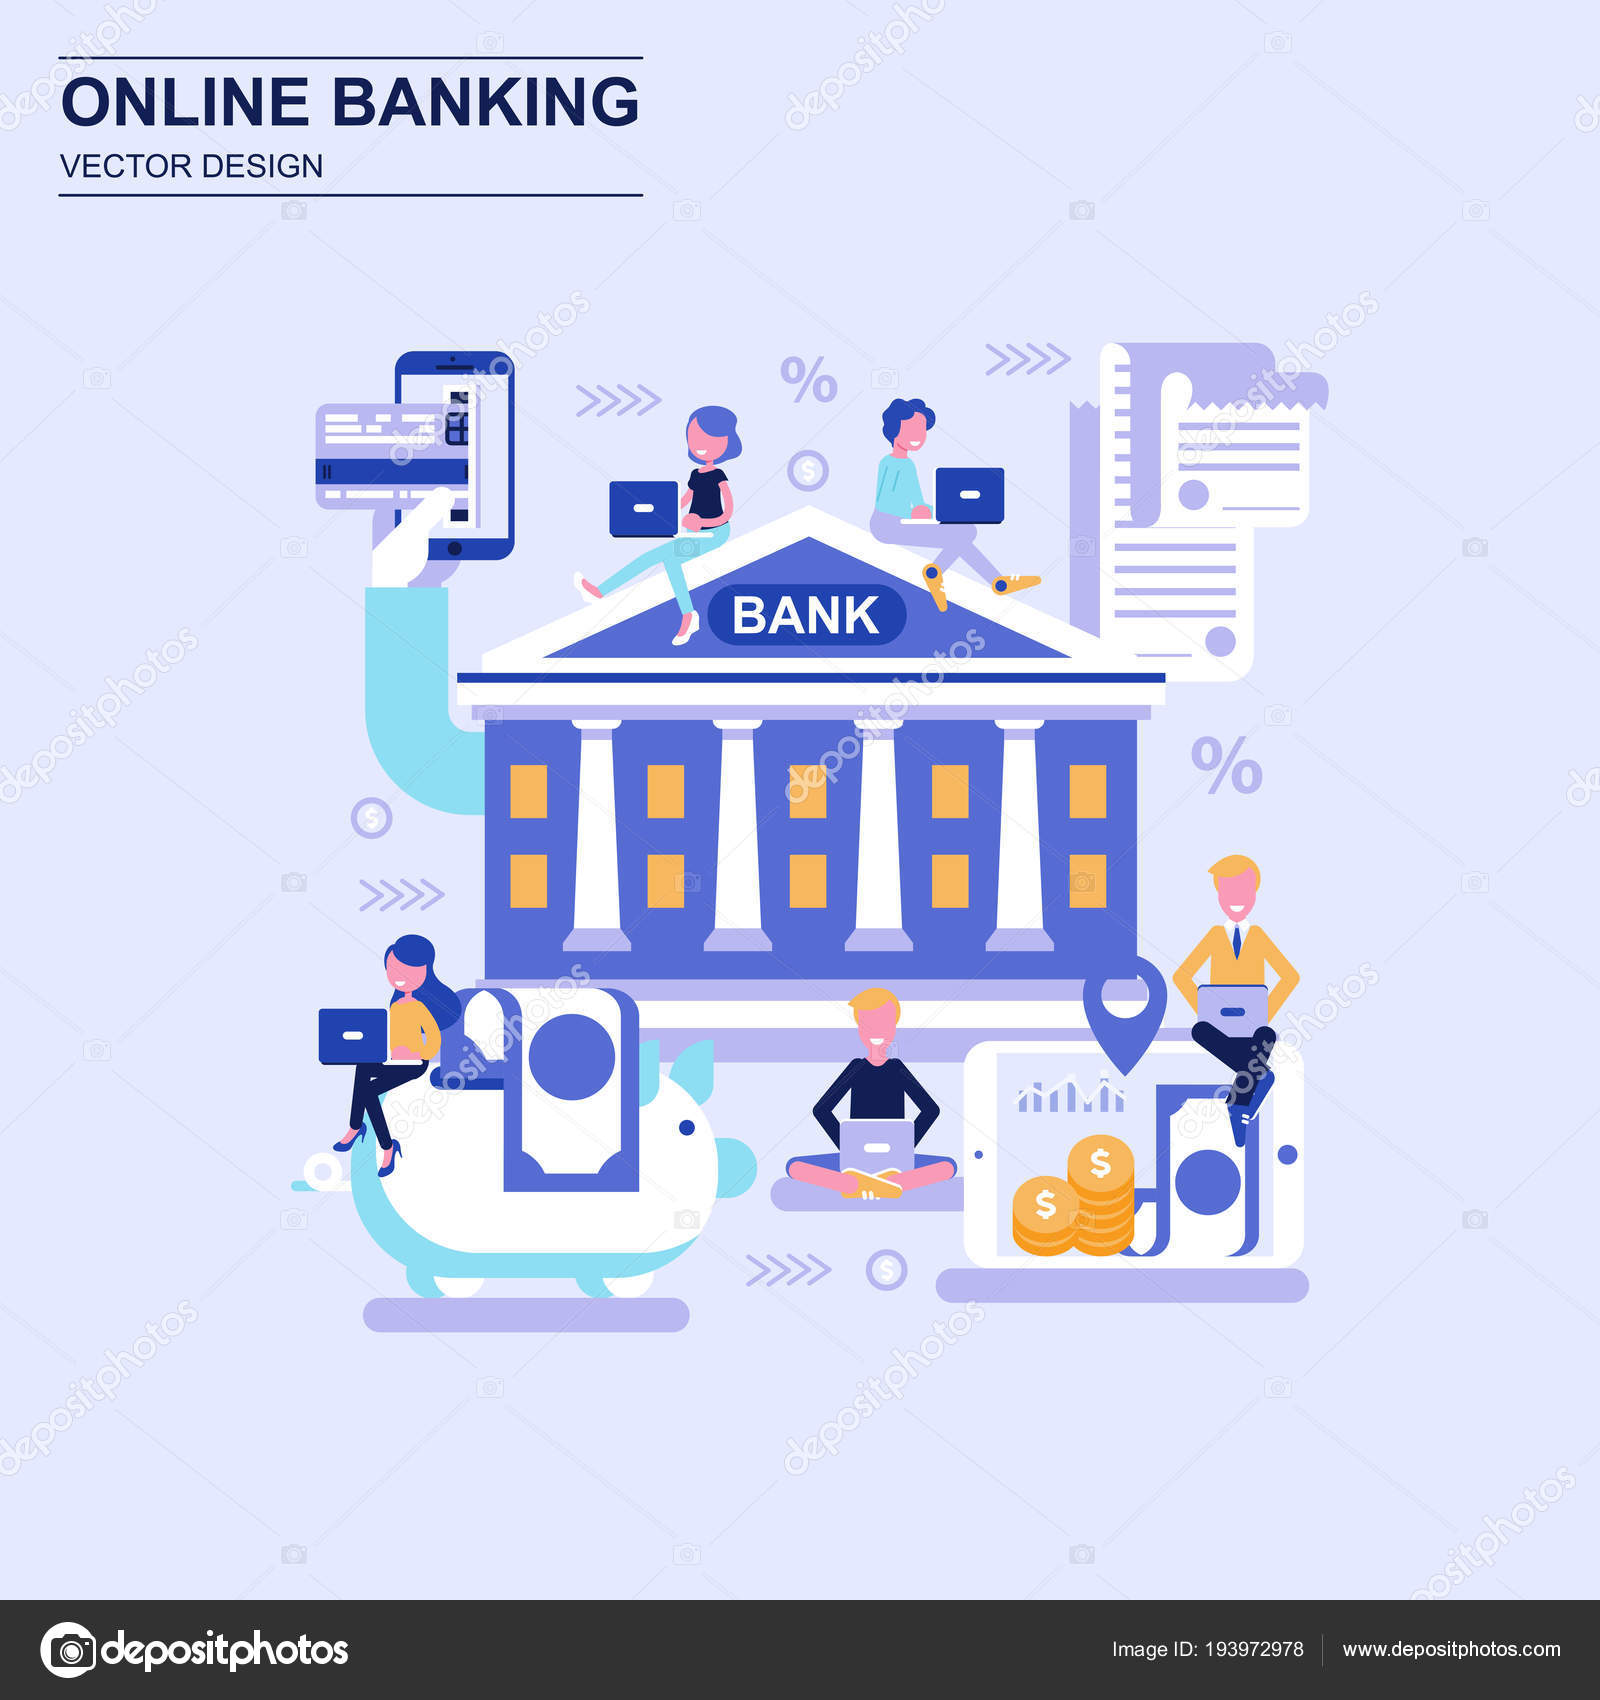 ONLINE BANKING
VECTOR DESIGN
%
$
BANK
%
$
$
$
$
depositphotos
Image ID: 193972978
www.depositphotos.com